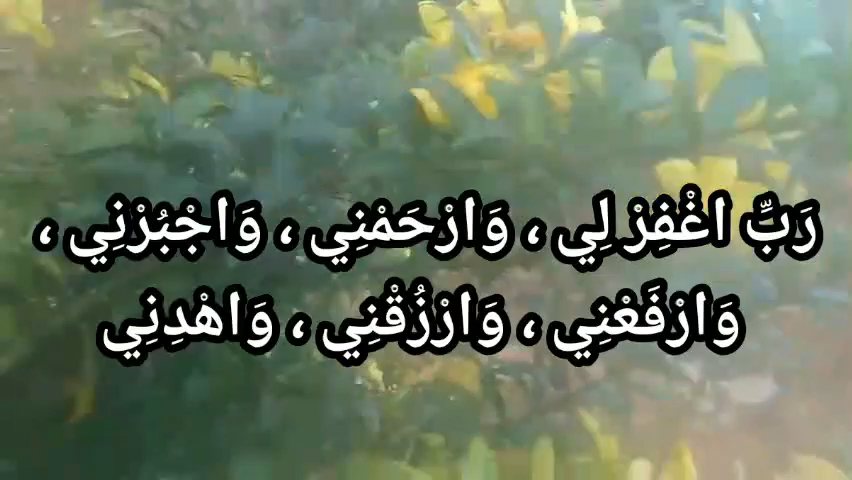 رَبِّ اغْفِرْ لِي ، وَارْحَمْنِي ، وَاجْبُرْنِي ،
وَارْفَعْنِي ، وَارْزُقْنِي ، وَاهْدِنِي